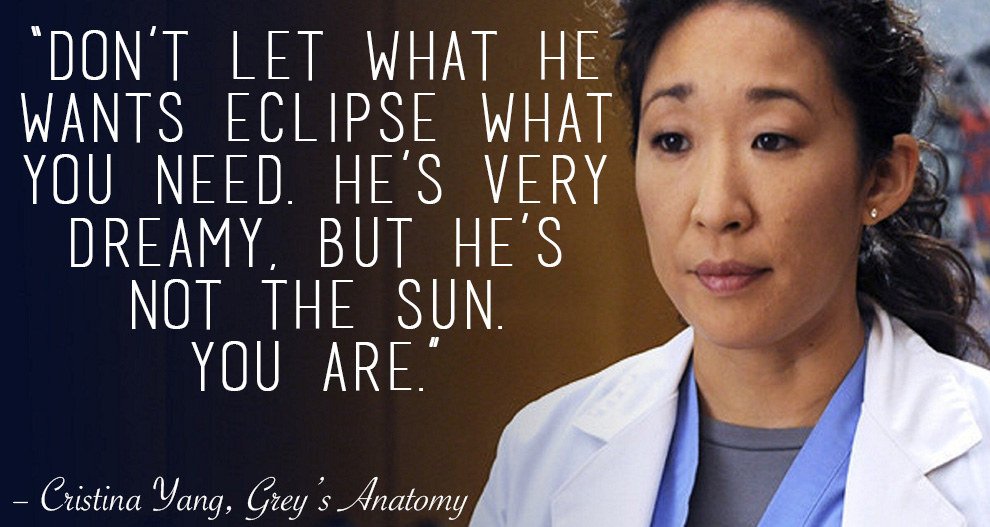 "DON'T LET WHAT HE
WANTS ECLIPSE WHAT
YOU NEED. HE'S VERY
DREAMY, BUT HE'S
NOT THE SUN.
YOU ARE."
– Cristina Yang, Grey's Anatomy